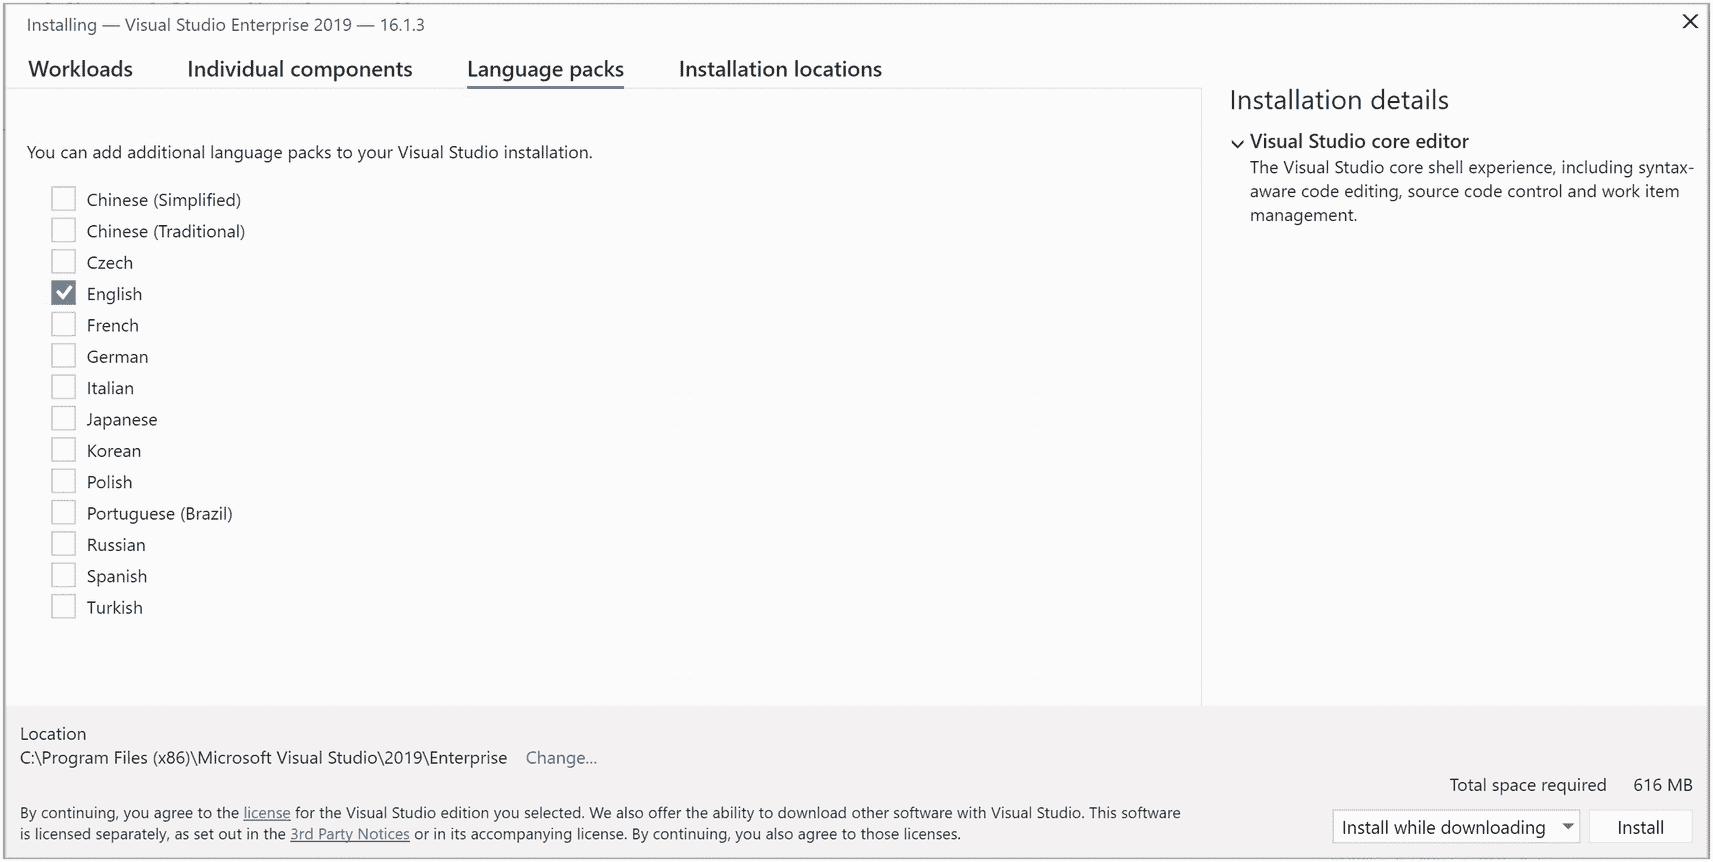 Installing — Visual Studio Enterprise 2019 — 16.1.3
Workloads
Individual components
Language packs
Installation locations
You can add additional language packs to your Visual Studio installation.
Chinese (Simplified)
Chinese (Traditional)
Czech
English
French
German
Italian
Japanese
Korean
Polish
Portuguese (Brazil)
Russian
Spanish
Turkish
Installation details
Visual Studio core editor
The Visual Studio core shell experience, including syntax-
aware code editing, source code control and work item
management.
Location
C:\Program Files (x86)\Microsoft Visual Studio\2019\Enterprise
Change...
Total space required 616 MB
By continuing, you agree to the license for the Visual Studio edition you selected. We also offer the ability to download other software with Visual Studio. This software
is licensed separately, as set out in the 3rd Party Notices or in its accompanying license. By continuing, you also agree to those licenses.
Install while downloading
Install